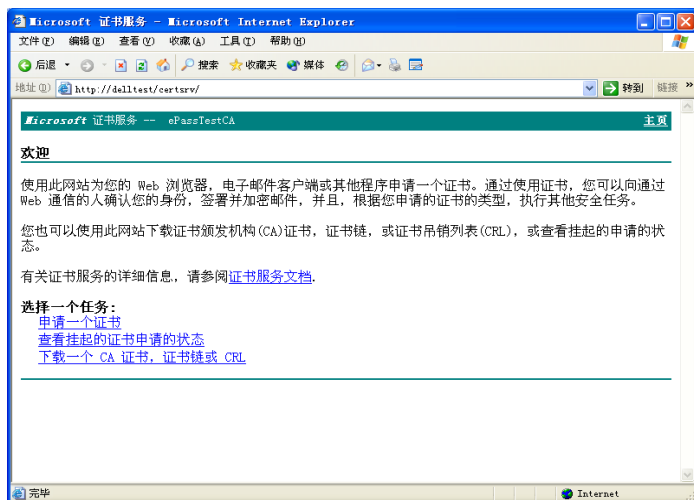 Microsoft 证书服务 - Microsoft Internet Explorer
文件(F) 编辑(E) 查看(V) 收藏(A) 工具(T) 帮助(H)
后退 搜索 收藏夹 媒体
地址(D) http://delltest/certsrv/ 转到 链接 »
Microsoft 证书服务 -- ePassTestCA 主页
欢迎
使用此网站为您的 Web 浏览器，电子邮件客户端或其他程序申请一个证书。通过使用证书，您可以向通过
Web 通信的人确认您的身份，签署并加密邮件，并且，根据您申请的证书的类型，执行其他安全任务。
您也可以使用此网站下载证书颁发机构(CA)证书，证书链，或证书吊销列表(CRL)，或查看挂起的申请的状
态。
有关证书服务的详细信息，请参阅证书服务文档.
选择一个任务:
申请一个证书
查看挂起的证书申请的状态
下载一个 CA 证书，证书链或 CRL
完毕 Internet